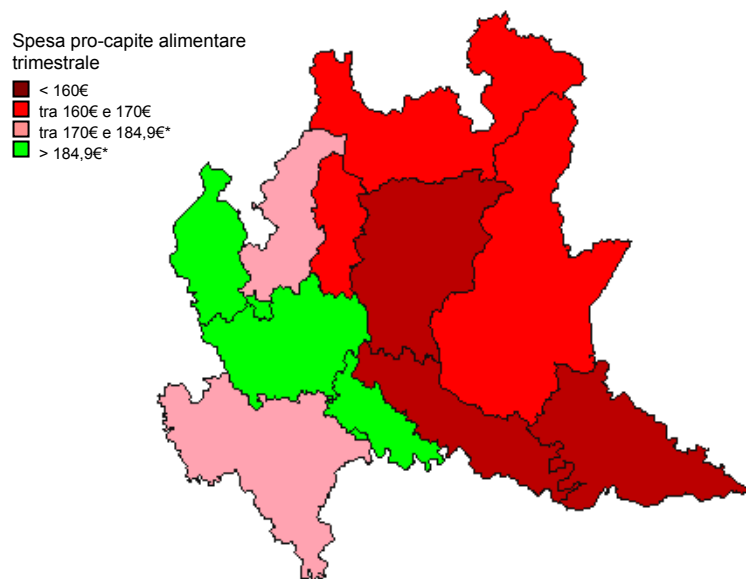 Spesa pro-capite alimentare
trimestrale
< 160€
tra 160€ e 170€
tra 170€ e 184,9€*
> 184,9€*